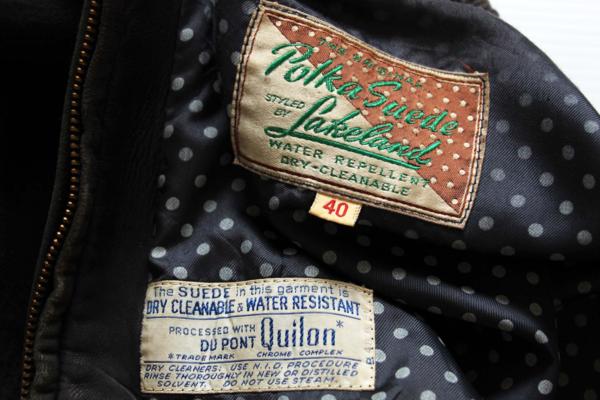 THE ORIGINAL
Polka Suede
STYLED
BY
Lakeland
WATER REPELLENT
DRY-CLEANABLE
40
The SUEDE in this garment is
DRY CLEANABLE & WATER RESISTANT
PROCESSED WITH
DU PONT Quilon*
*TRADE MARK CHROME COMPLEX
DRY CLEANERS: USE N.I.D. PROCEDURE
RINSE THOROUGHLY IN NEW OR DISTILLED
SOLVENT. DO NOT USE STEAM.